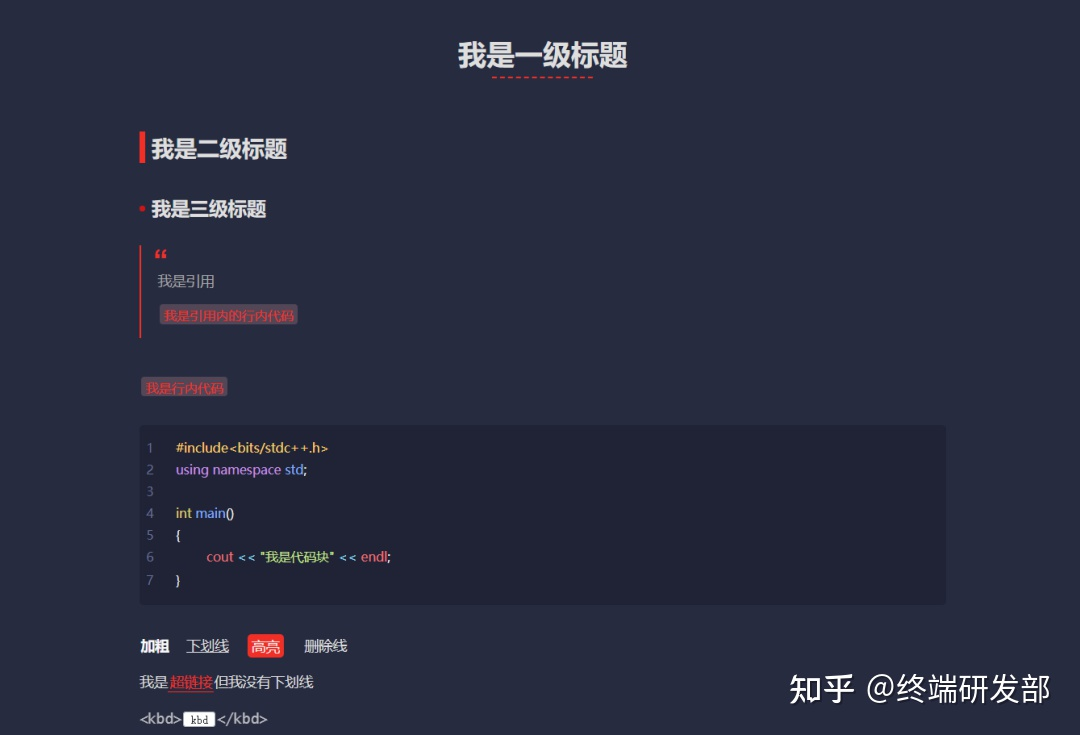 我是一级标题
我是二级标题
我是三级标题
“
我是引用
我是引用内的行内代码
我是行内代码
1 #include<bits/stdc++.h>
2 using namespace std;
3
4 int main()
5 {
6 cout << "我是代码块" << endl;
7 }
加粗 下划线 高亮 删除线
我是超链接但我没有下划线
<kbd>kbd</kbd>
知乎 @终端研发部